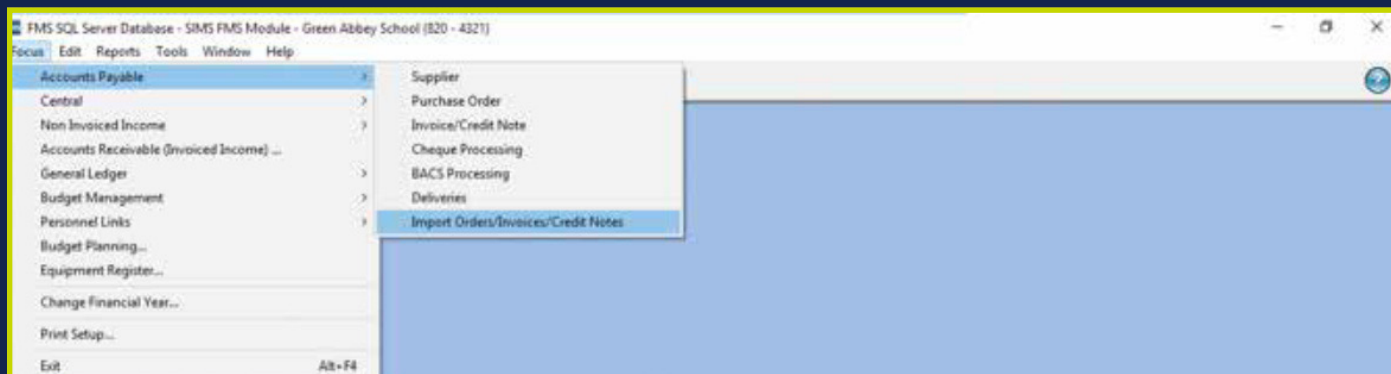 FMS SQL Server Database - SIMS FMS Module - Green Abbey School (820 - 4321)
Focus Edit Reports Tools Window Help
Accounts Payable
Central
Non Invoiced Income
Accounts Receivable (Invoiced Income) ...
General Ledger
Budget Management
Personnel Links
Budget Planning...
Equipment Register...
Change Financial Year...
Print Setup...
Exit Alt+F4
Supplier
Purchase Order
Invoice/Credit Note
Cheque Processing
BACS Processing
Deliveries
Import Orders/Invoices/Credit Notes